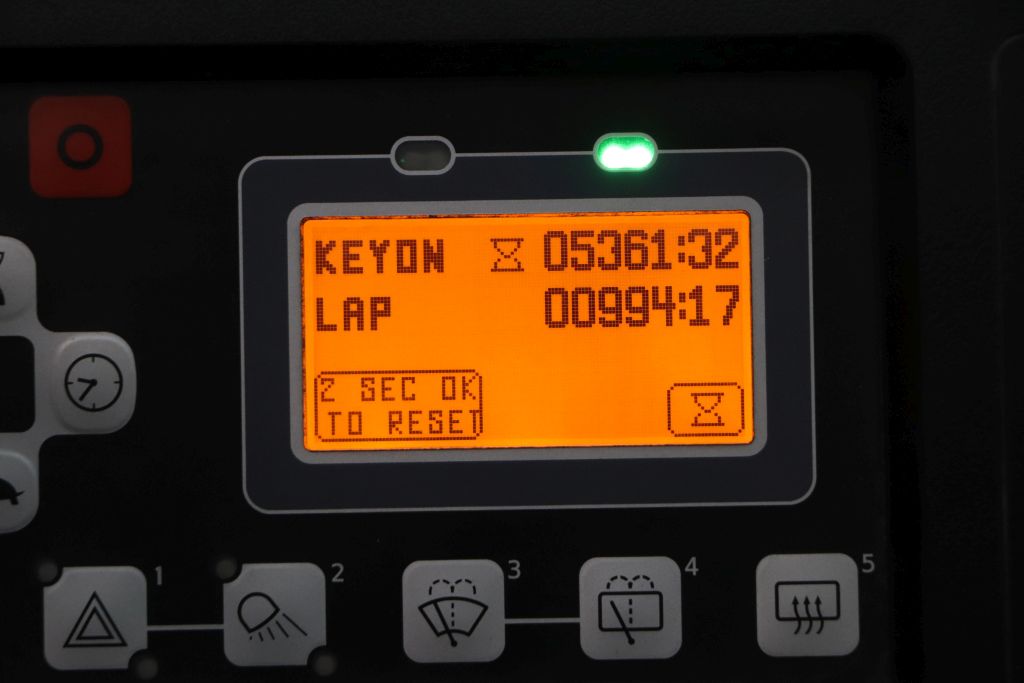 KEYON 05361:32
LAP 00994:17
2 SEC OK
TO RESET
1 2 3 4 5